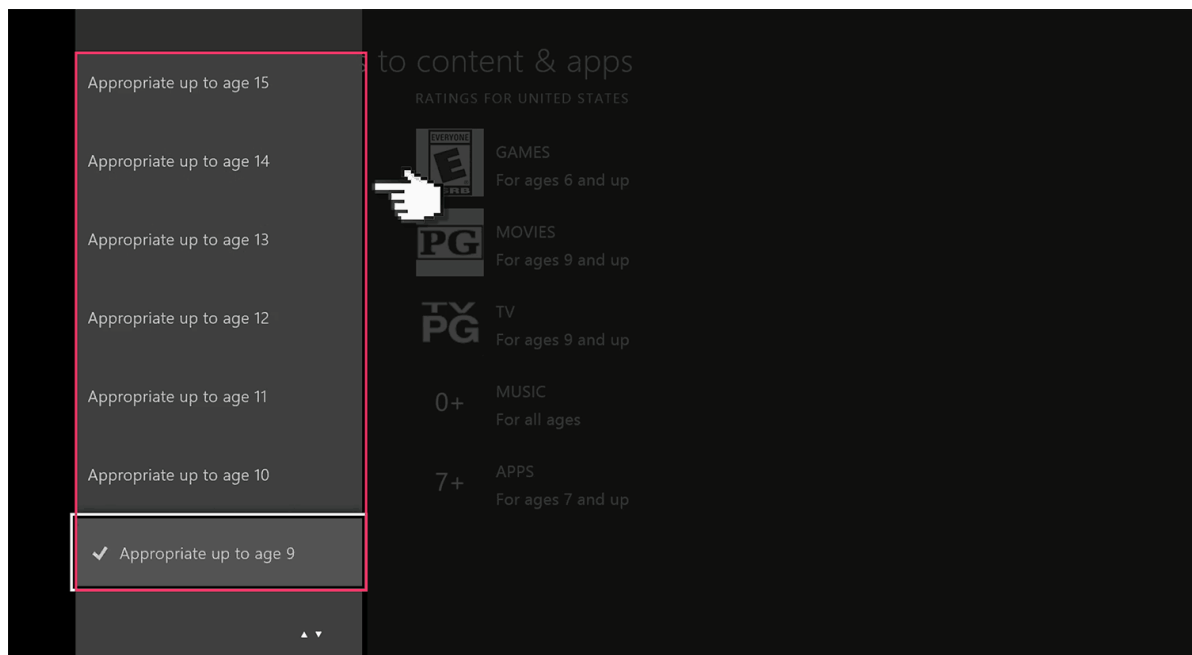 Appropriate up to age 15
Appropriate up to age 14
Appropriate up to age 13
Appropriate up to age 12
Appropriate up to age 11
Appropriate up to age 10
Appropriate up to age 9
s to content & apps
RATINGS FOR UNITED STATES
EVERYONE
E
GAMES
For ages 6 and up
PG
MOVIES
For ages 9 and up
TV
PG
TV
For ages 9 and up
0+
MUSIC
For all ages
7+
APPS
For ages 7 and up